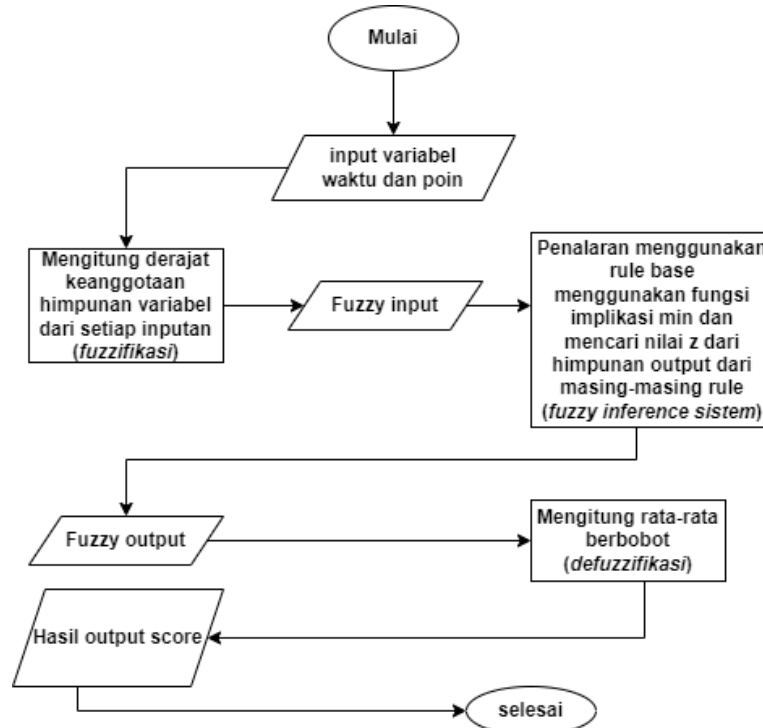 Mulai
input variabel
waktu dan poin
Mengitung derajat
keanggotaan
himpunan variabel
dari setiap inputan
(fuzzifikasi)
Fuzzy input
Penalaran menggunakan
rule base
menggunakan fungsi
implikasi min dan
mencari nilai z dari
himpunan output dari
masing-masing rule
(fuzzy inference sistem)
Fuzzy output
Mengitung rata-rata
berbobot
(defuzzifikasi)
Hasil output score
selesai